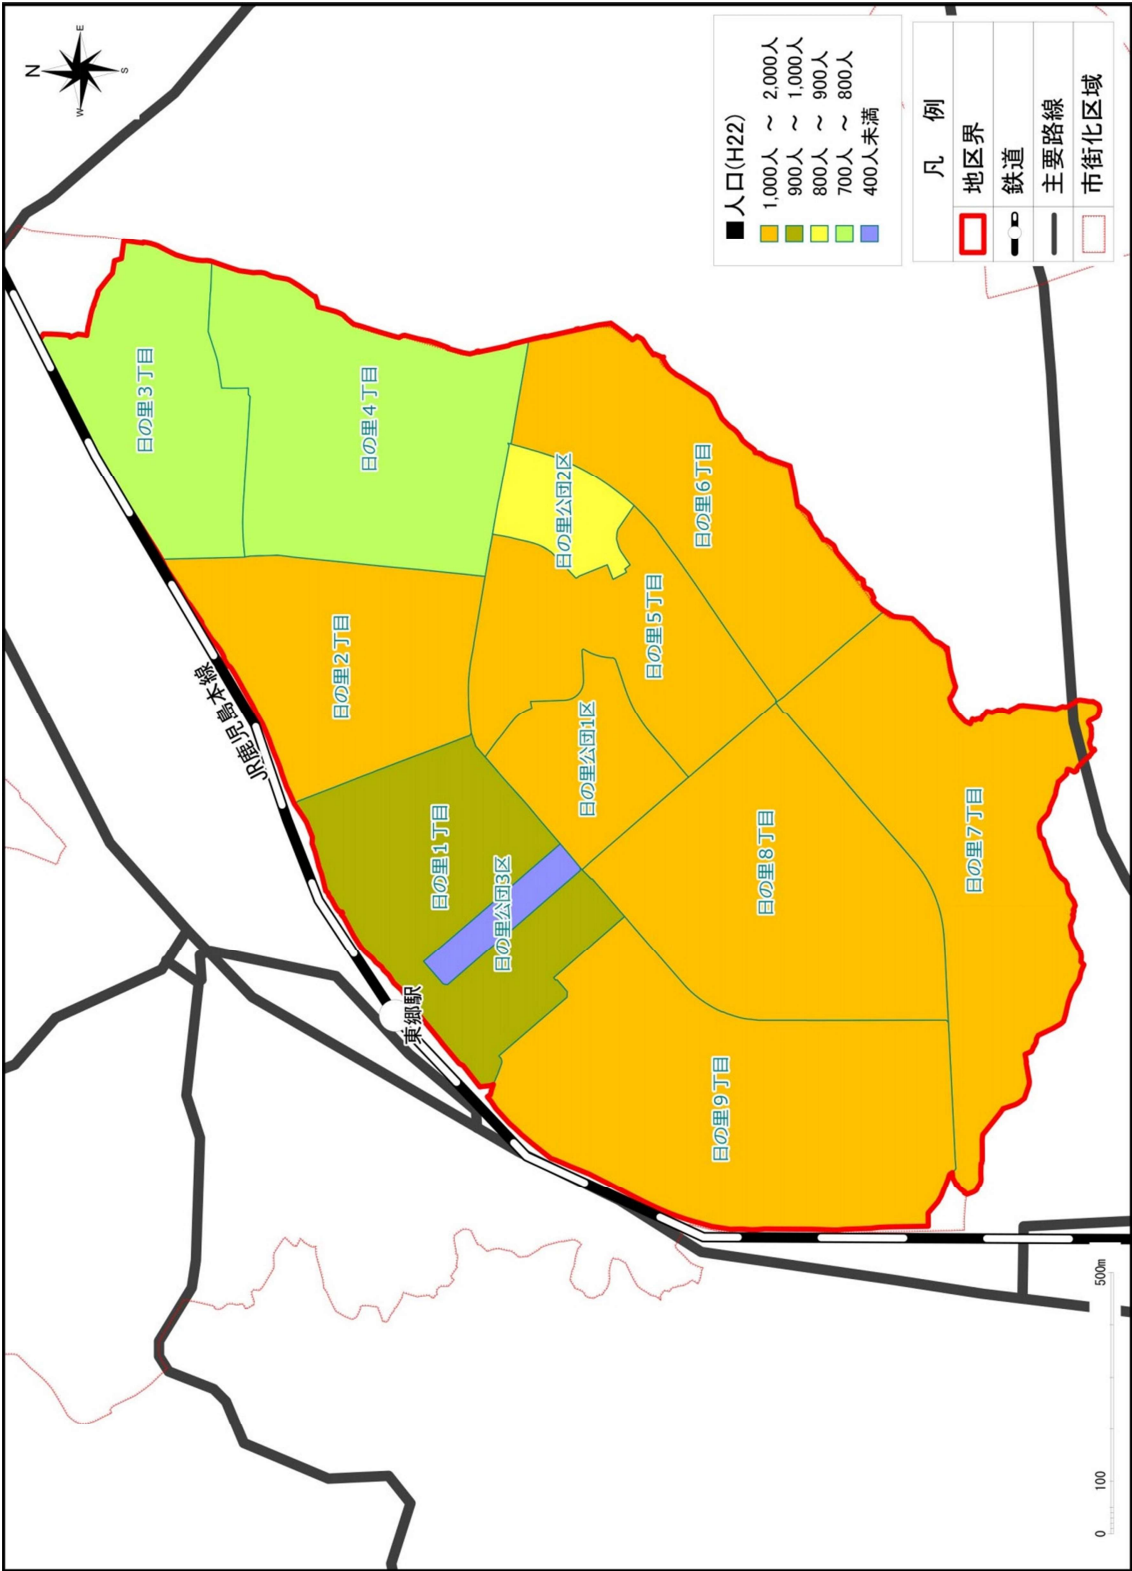 N
E
S
W
■人口(H22)
1,000人 ～ 2,000人
900人 ～ 1,000人
800人 ～ 900人
700人 ～ 800人
400人未満
凡 例
地区界
鉄道
主要路線
市街化区域
日の里３丁目
日の里４丁目
日の里２丁目
日の里公団2区
日の里６丁目
日の里５丁目
JR鹿児島本線
日の里公団1区
日の里１丁目
日の里公団3区
日の里８丁目
日の里７丁目
東郷駅
日の里９丁目
0 100 500m